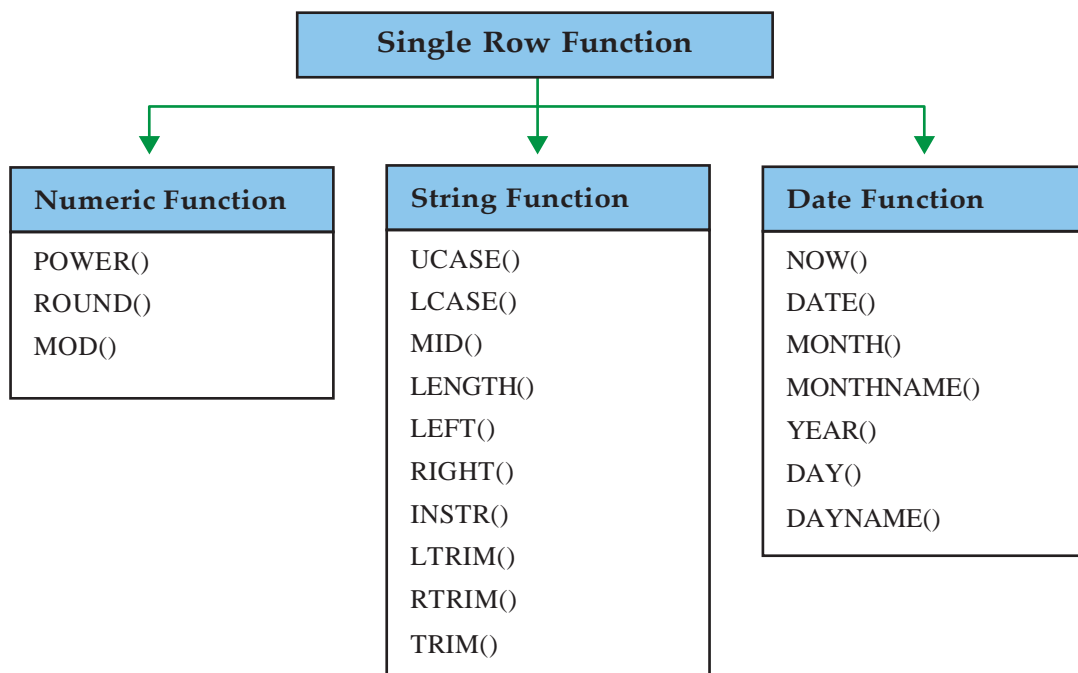 Single Row Function
Numeric Function
POWER()
ROUND()
MOD()
String Function
UCASE()
LCASE()
MID()
LENGTH()
LEFT()
RIGHT()
INSTR()
LTRIM()
RTRIM()
TRIM()
Date Function
NOW()
DATE()
MONTH()
MONTHNAME()
YEAR()
DAY()
DAYNAME()